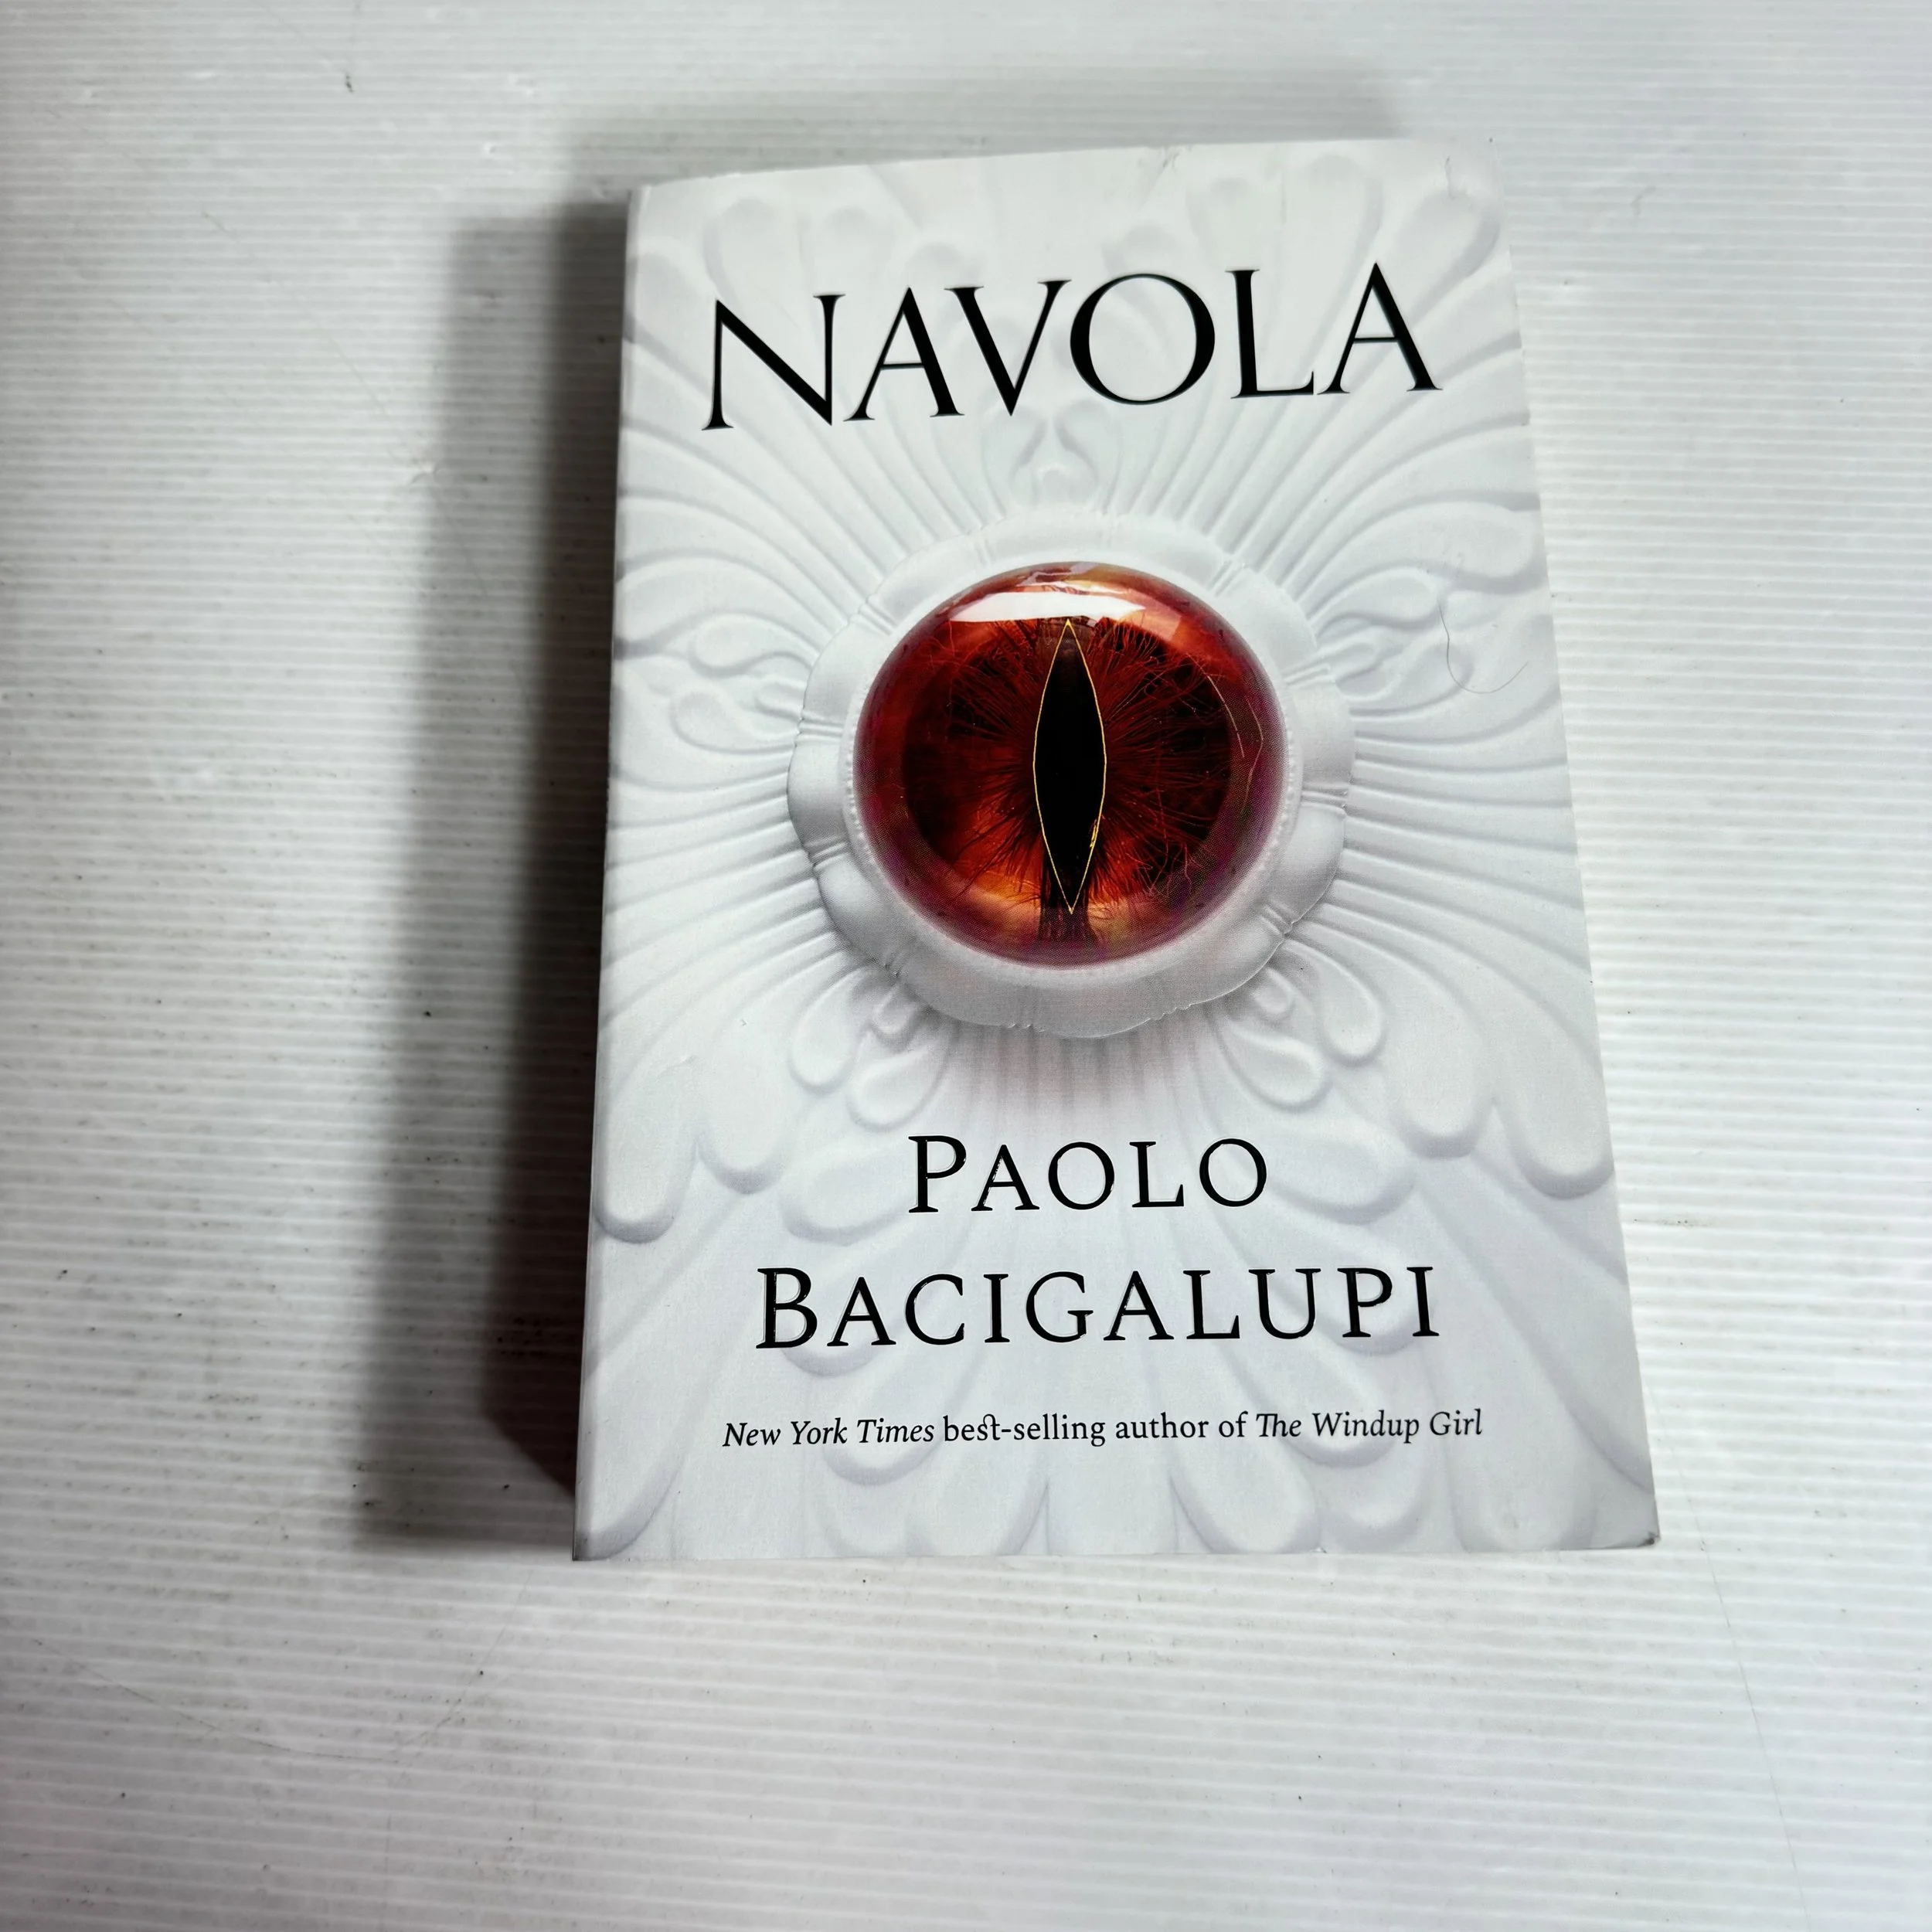 NAVOLA
PAOLO
BACIGALUPI
New York Times best-selling author of The Windup Girl